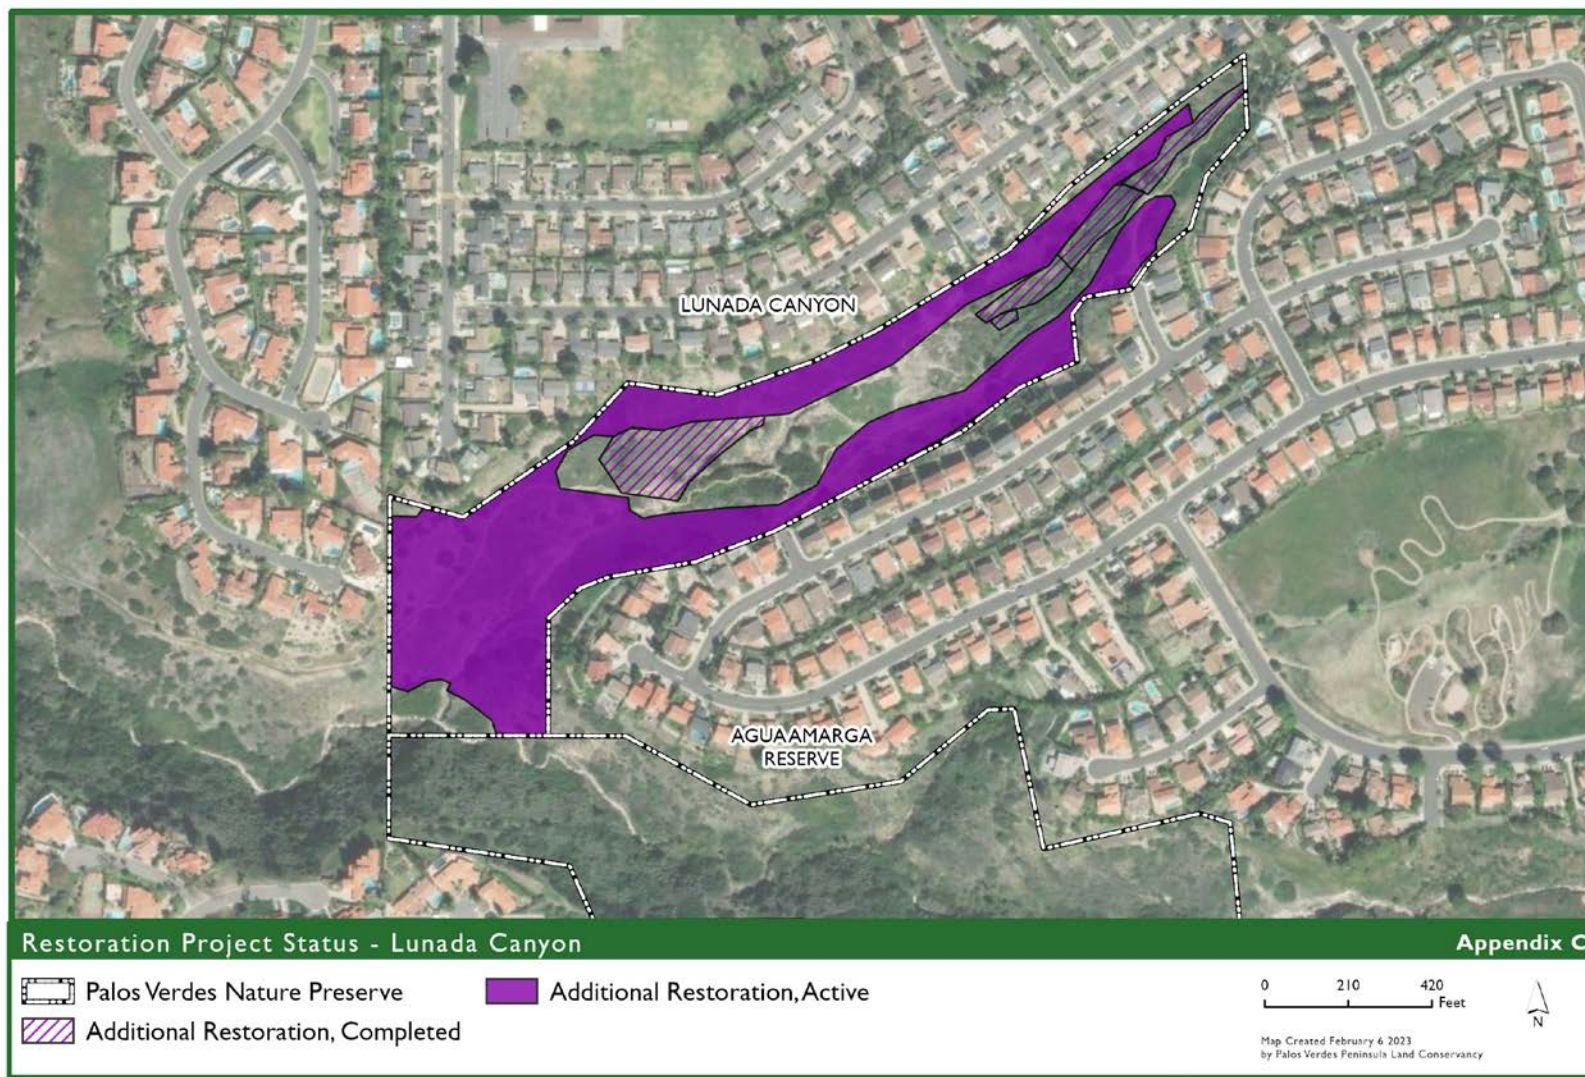 LUNADA CANYON
AGUA AMARGA
RESERVE
Restoration Project Status - Lunada Canyon
Appendix C
Palos Verdes Nature Preserve
Additional Restoration, Active
Additional Restoration, Completed
0 210 420
Feet
N
Map Created February 6 2023
by Palos Verdes Peninsula Land Conservancy